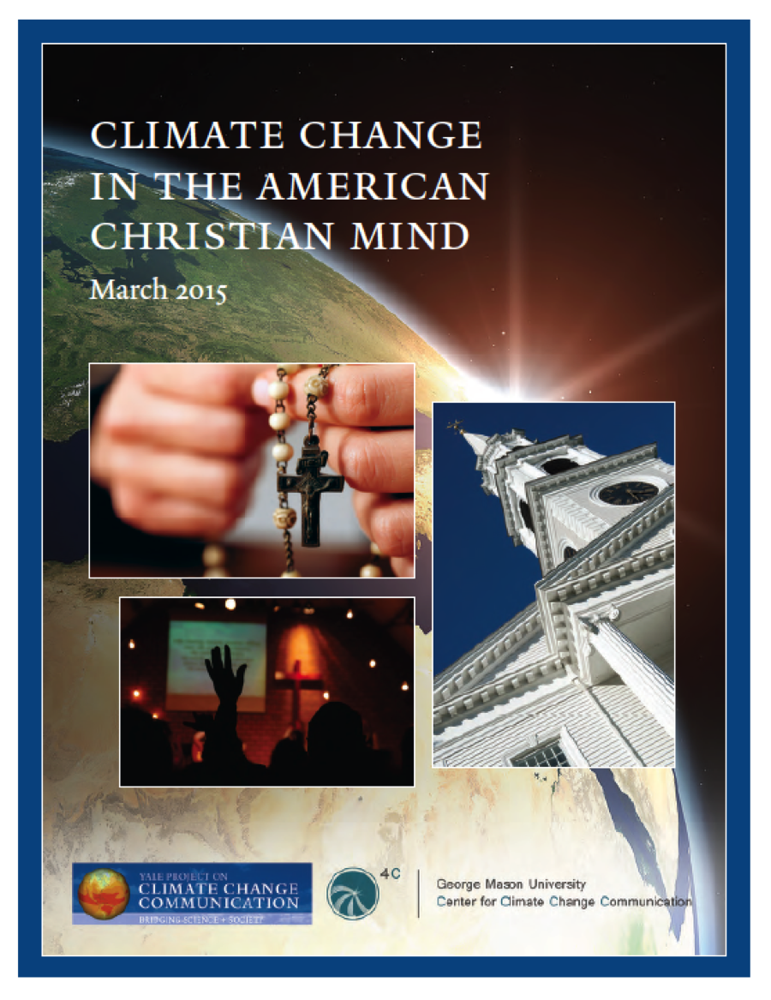 CLIMATE CHANGE
IN THE AMERICAN
CHRISTIAN MIND
March 2015
YALE PROJECT ON
CLIMATE CHANGE
COMMUNICATION
BRIDGING SCIENCE + SOCIETY
4C
George Mason University
Center for Climate Change Communication